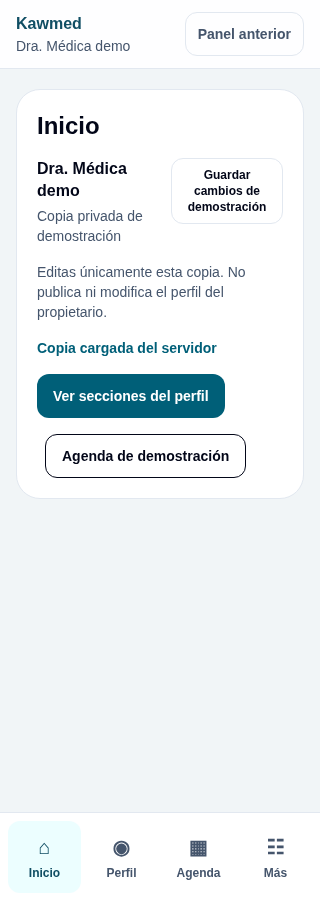 Kawmed
Dra. Médica demo
Panel anterior
Inicio
Dra. Médica
demo
Copia privada de
demostración
Guardar
cambios de
demostración
Editas únicamente esta copia. No
publica ni modifica el perfil del
propietario.
Copia cargada del servidor
Ver secciones del perfil
Agenda de demostración
Inicio
Perfil
Agenda
Más